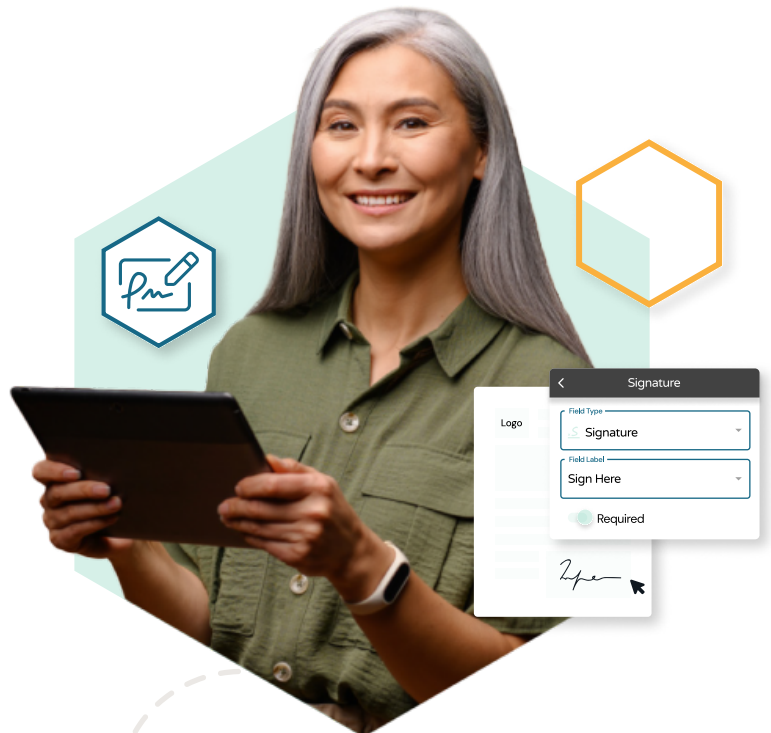 Logo
Signature
Field Type
Signature
Field Label
Sign Here
Required